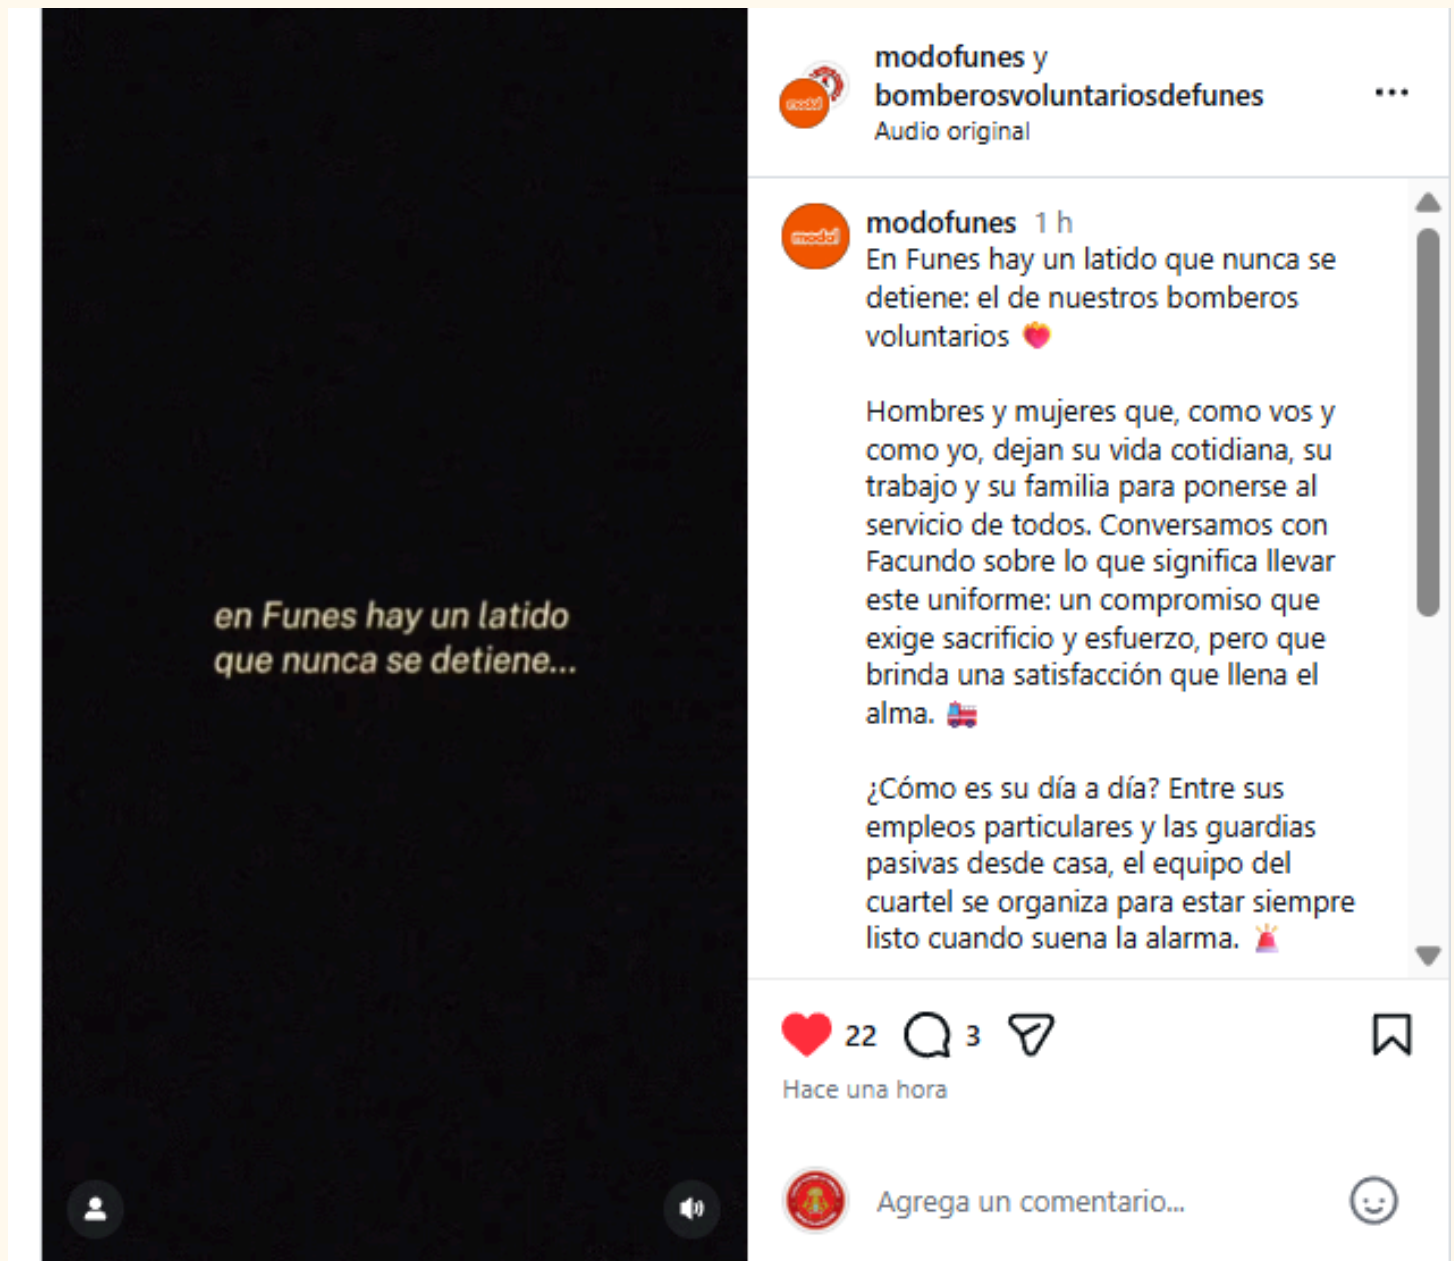 en Funes hay un latido
que nunca se detiene...
modofunes y
bomberosvoluntariosdefunes
Audio original
modo!
modo!
modofunes 1 h
En Funes hay un latido que nunca se
detiene: el de nuestros bomberos
voluntarios
Hombres y mujeres que, como vos y
como yo, dejan su vida cotidiana, su
trabajo y su familia para ponerse al
servicio de todos. Conversamos con
Facundo sobre lo que significa llevar
este uniforme: un compromiso que
exige sacrificio y esfuerzo, pero que
brinda una satisfacción que llena el
alma.
¿Cómo es su día a día? Entre sus
empleos particulares y las guardias
pasivas desde casa, el equipo del
cuartel se organiza para estar siempre
listo cuando suena la alarma.
22 3
Hace una hora
Agrega un comentario...